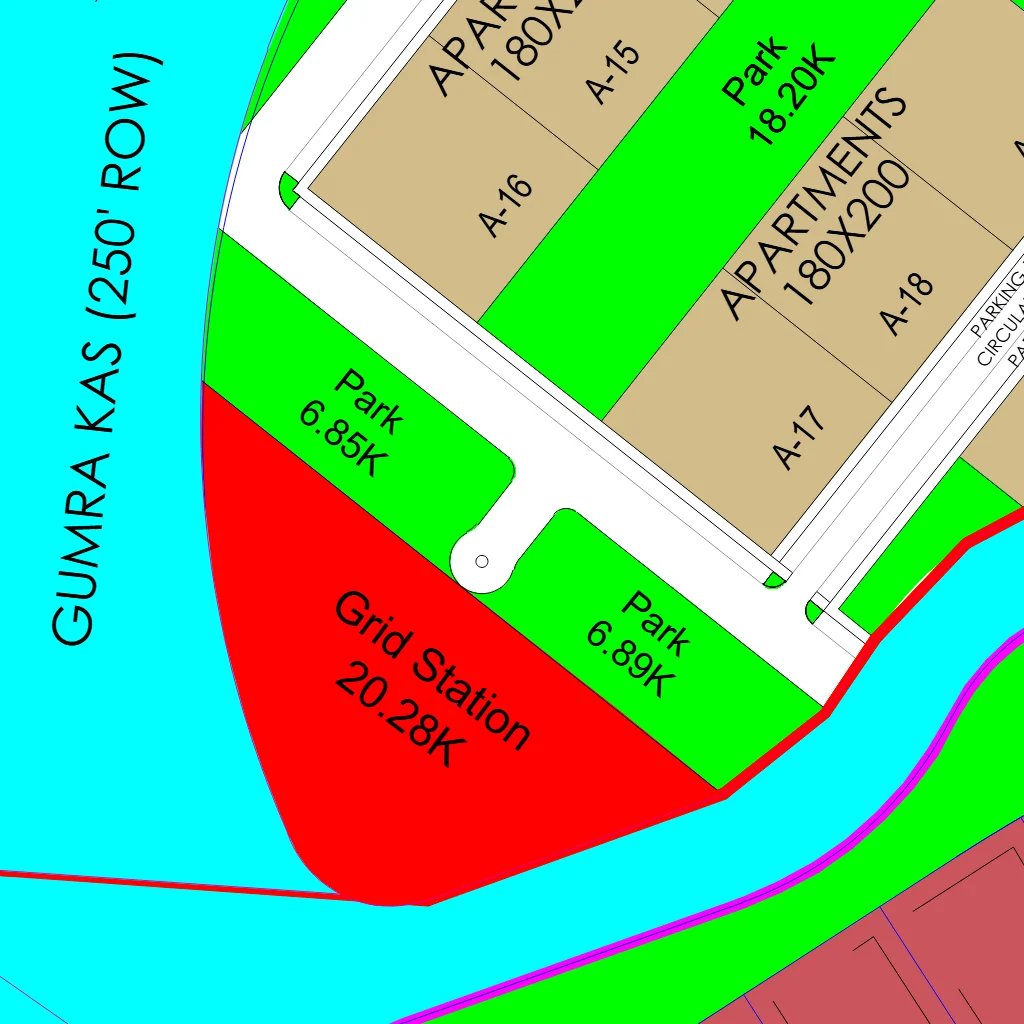 GUMRA KAS (250' ROW)
180X2
A-15
A-16
Park
18.20K
APARTMENTS
180X200
A-18
A-17
PARKING
Park
6.85K
Park
6.89K
Grid Station
20.28K